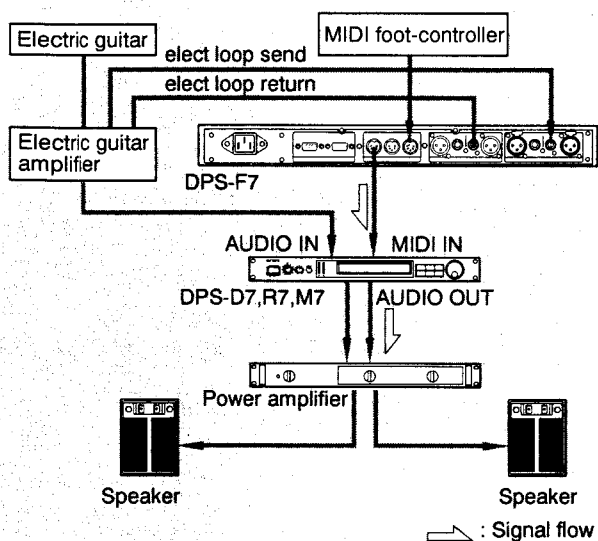 Electric guitar
MIDI foot-controller
elect loop send
elect loop return
Electric guitar
amplifier
DPS-F7
AUDIO IN
MIDI IN
DPS-D7,R7,M7
AUDIO OUT
Power amplifier
Speaker
Speaker
: Signal flow